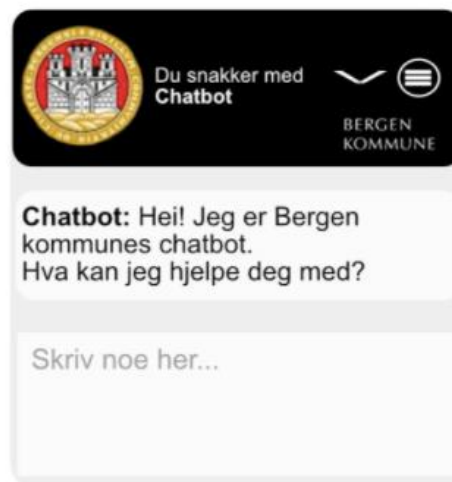 Du snakker med
Chatbot
BERGEN
KOMMUNE
Chatbot: Hei! Jeg er Bergen
kommunes chatbot.
Hva kan jeg hjelpe deg med?
Skriv noe her...